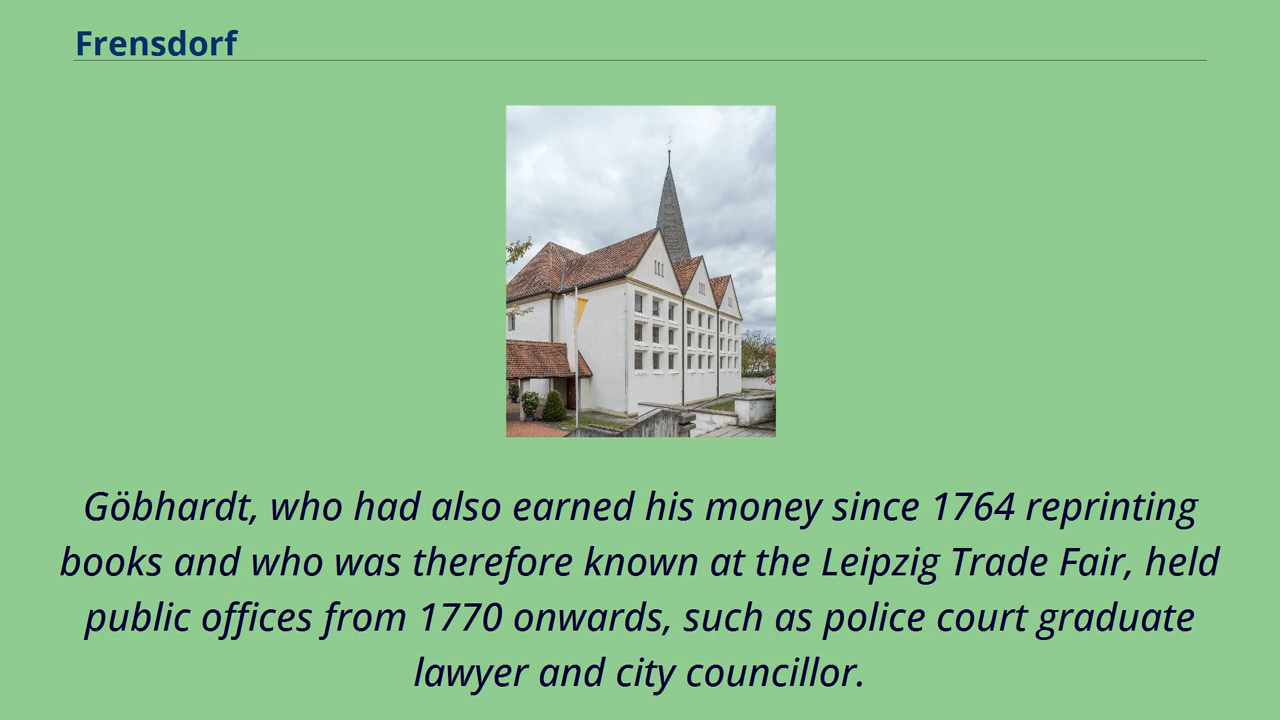 Frensdorf
Göbhardt, who had also earned his money since 1764 reprinting
books and who was therefore known at the Leipzig Trade Fair, held
public offices from 1770 onwards, such as police court graduate
lawyer and city councillor.